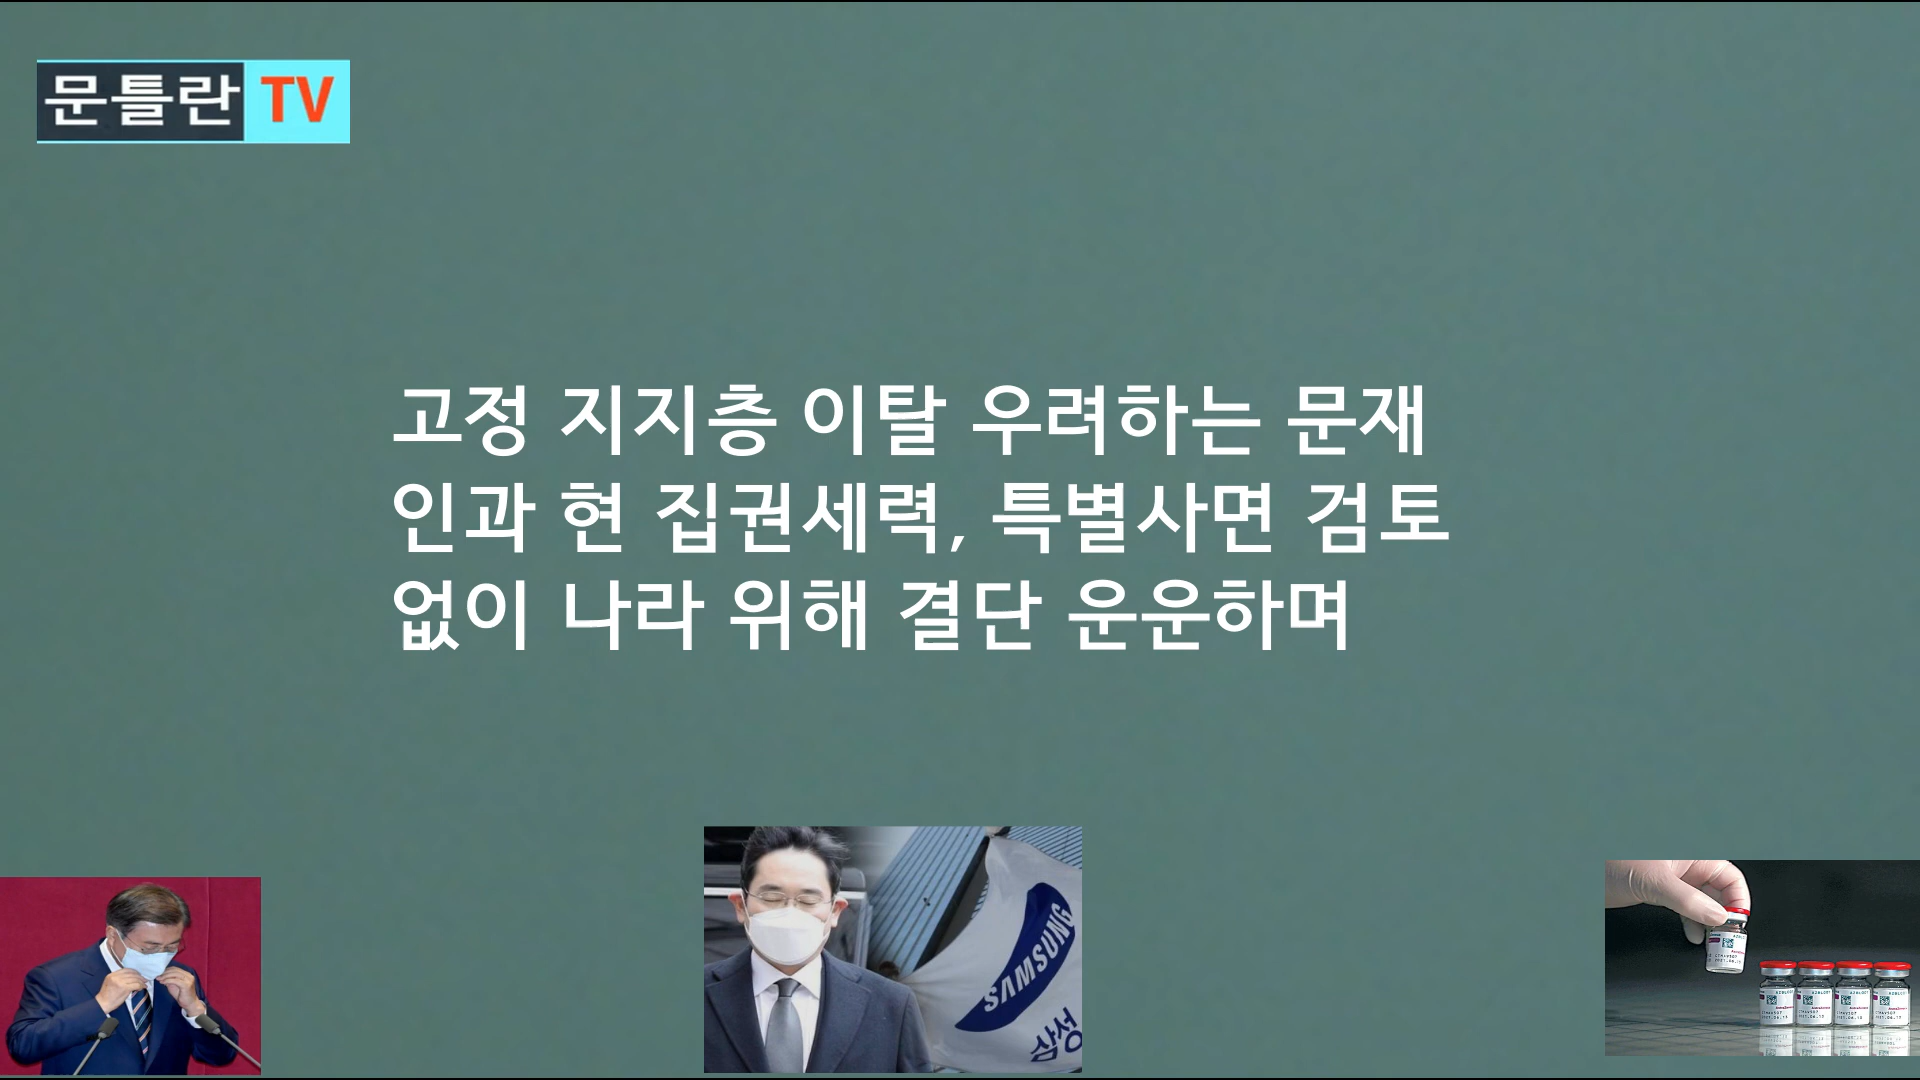 문틀란 TV
고정 지지층 이탈 우려하는 문재
인과 현 집권세력, 특별사면 검토
없이 나라 위해 결단 운운하며
SAMSUNG
삼성